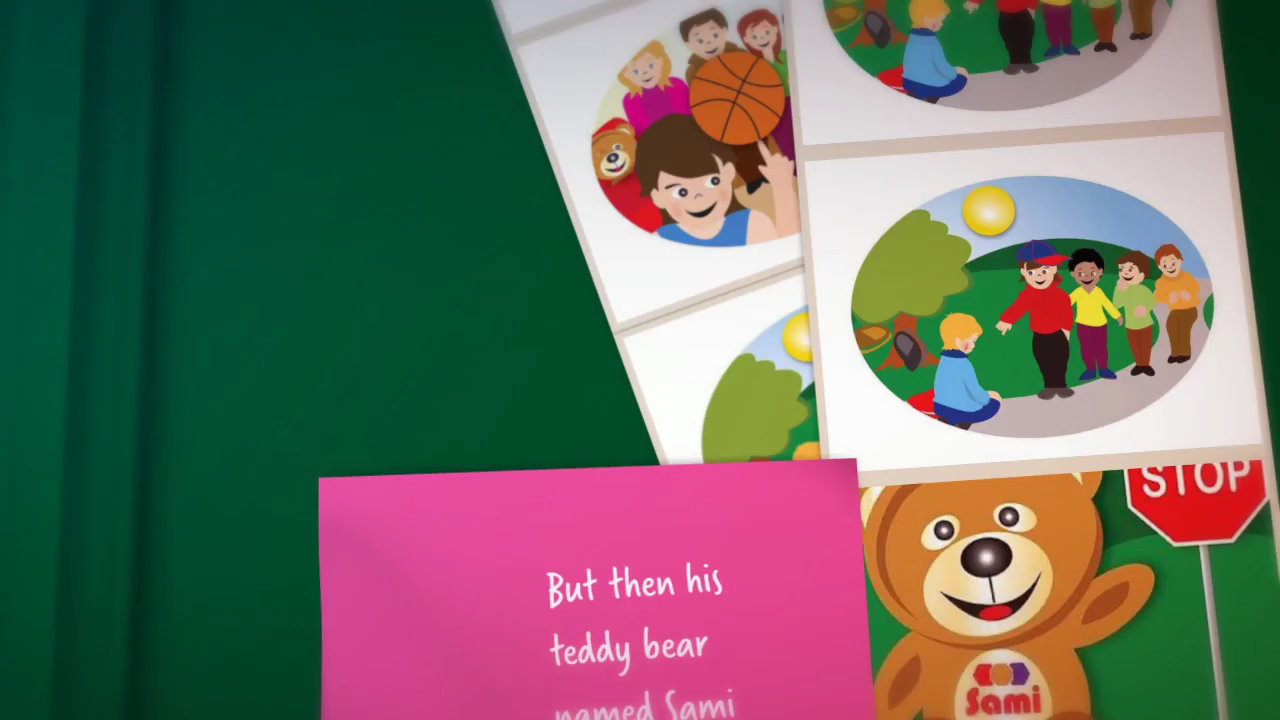 STOP
But then his
teddy bear
named Sami
Sami